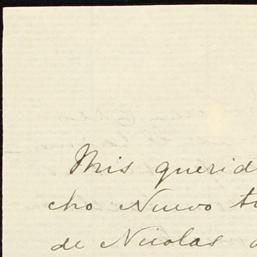 Mis querid
cho Nuevo t
de Nicolas